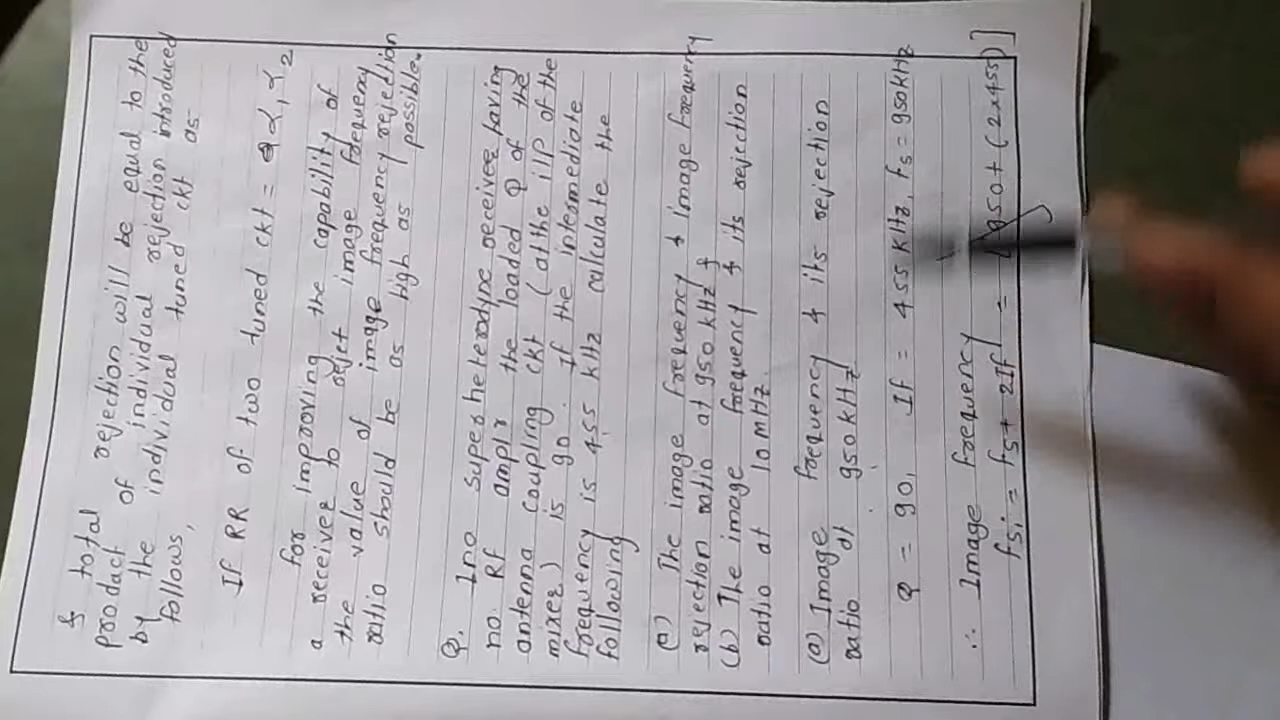 & total
prodact of rejection will be equal to the
by the individual rejection introduced
individual tuned ckt as
follows,
If RR of two tuned ckt = α1 α2
for improving the capability of
a receiver to rejet image frequency
the value of image frequency rejection
ratio should be as high as possible.
Q. In a superheterodyne receiver having
no RF amplr the loaded Q of the
antenna coupling ckt (at the i/P of the
mixer) is 90. If the intermediate
frequency is 455 kHz calculate the
following
(a) The image frequency & image frequency
rejection ratio at 950 kHz &
(b) The image frequency & its rejection
ratio at 10 MHz.
(a) Image frequency & its rejection
ratio at 950 kHz
Q = 90, If = 455 kHz, fs = 950 kHz
∴ Image frequency
fsi = fs + 2If = [950 + (2x455)]